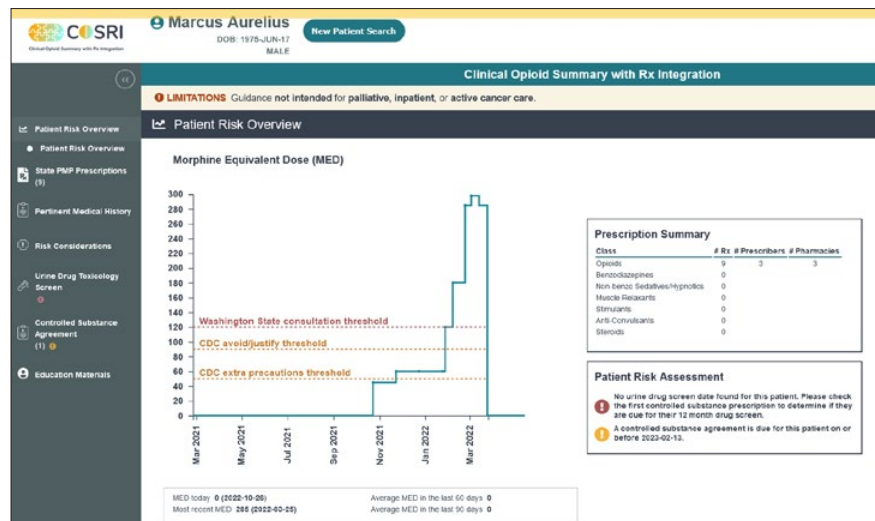 COSRI
Clinical Opioid Summary with Rx Integration
Marcus Aurelius
DOB: 1975-JUN-17
MALE
New Patient Search
Clinical Opioid Summary with Rx Integration
LIMITATIONS Guidance not intended for palliative, inpatient, or active cancer care.
Patient Risk Overview
Patient Risk Overview
State PMP Prescriptions
(9)
Pertinent Medical History
Risk Considerations
Urine Drug Toxicology
Screen
Controlled Substance
Agreement
(1)
Education Materials
Patient Risk Overview
Morphine Equivalent Dose (MED)
300
280
260
240
220
200
180
160
140
120
100
80
60
40
20
0
Washington State consultation threshold
CDC avoid/justify threshold
CDC extra precautions threshold
Mar 2021
May 2021
Jul 2021
Sep 2021
Nov 2021
Jan 2022
Mar 2022
MED today 0 (2022-10-26) Average MED in the last 60 days 0
Most recent MED 285 (2022-03-25) Average MED in the last 90 days 0
Prescription Summary
Class # Rx # Prescribers # Pharmacies
Opioids 9 3 3
Benzodiazepines 0
Non-benzo Sedatives/Hypnotics 0
Muscle Relaxants 0
Stimulants 0
Anti-Convulsants 0
Steroids 0
Patient Risk Assessment
No urine drug screen date found for this patient. Please check
the first controlled substance prescription to determine if they
are due for their 12 month drug screen.
A controlled substance agreement is due for this patient on or
before 2023-02-13.